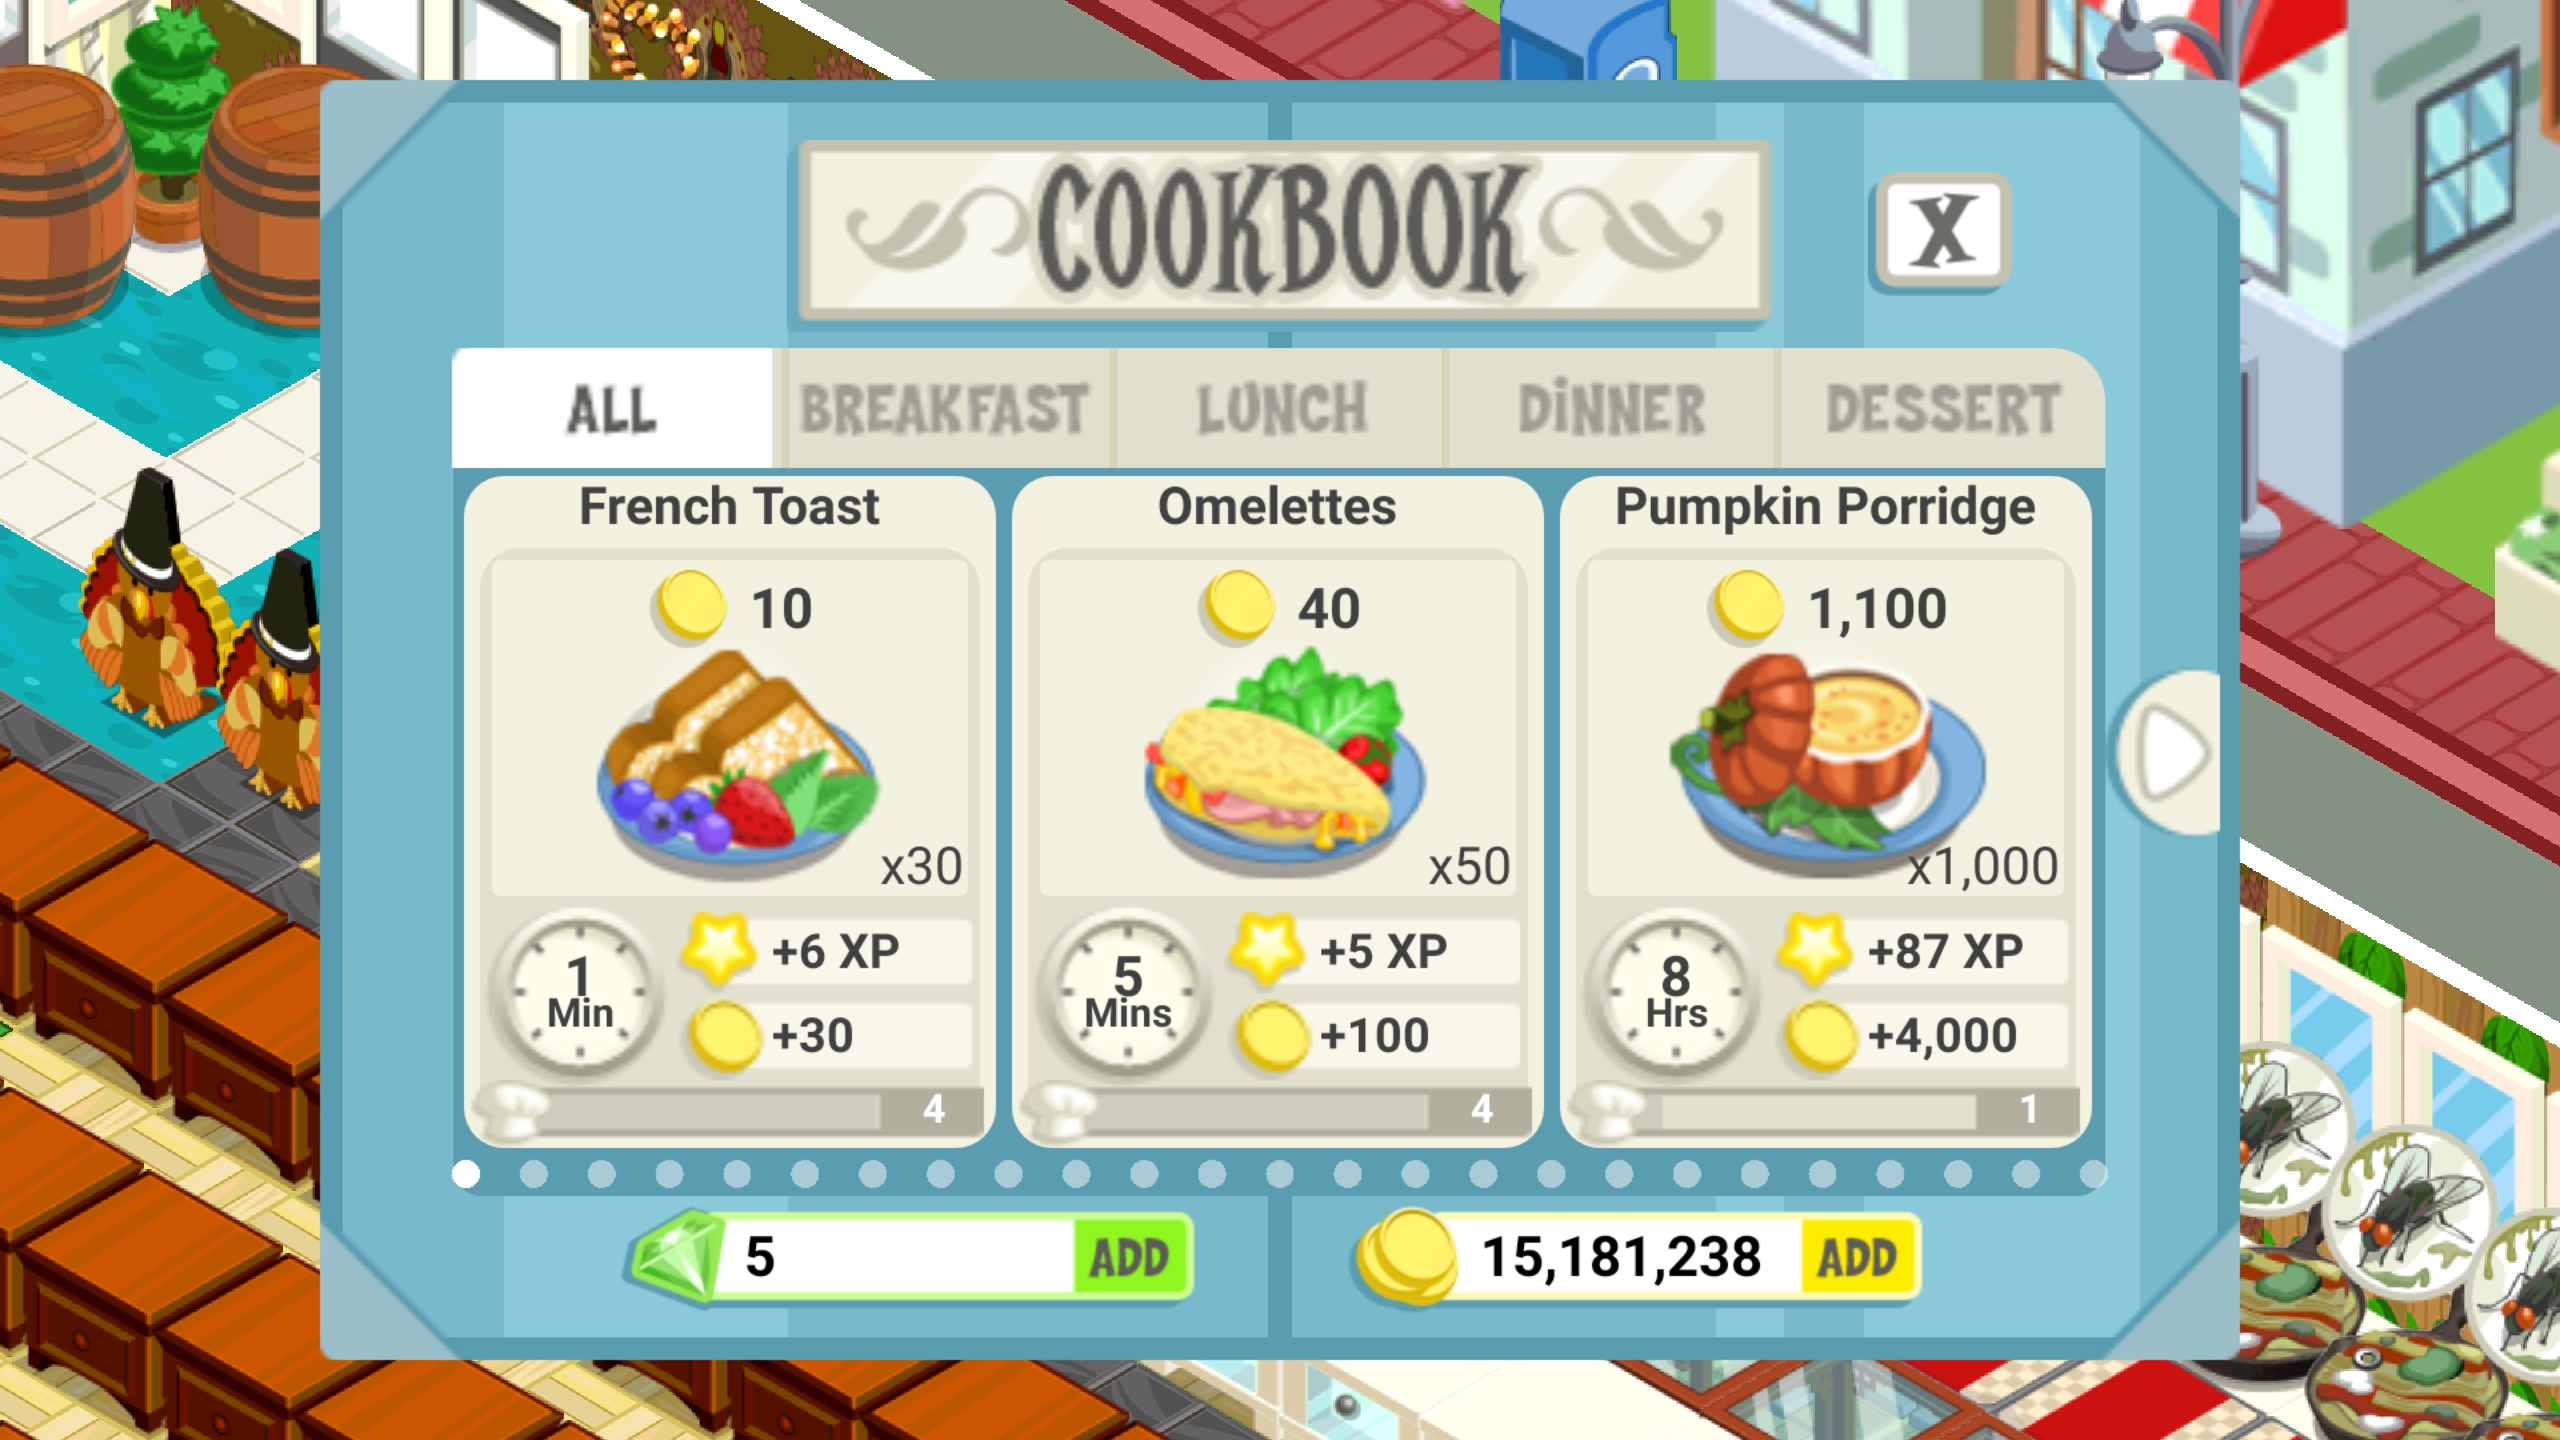 COOKBOOK
X
ALL
BREAKFAST
LUNCH
DINNER
DESSERT
French Toast
10
x30
1
Min
+6 XP
+30
4
Omelettes
40
x50
5
Mins
+5 XP
+100
4
Pumpkin Porridge
1,100
x1,000
8
Hrs
+87 XP
+4,000
1
5
ADD
15,181,238
ADD